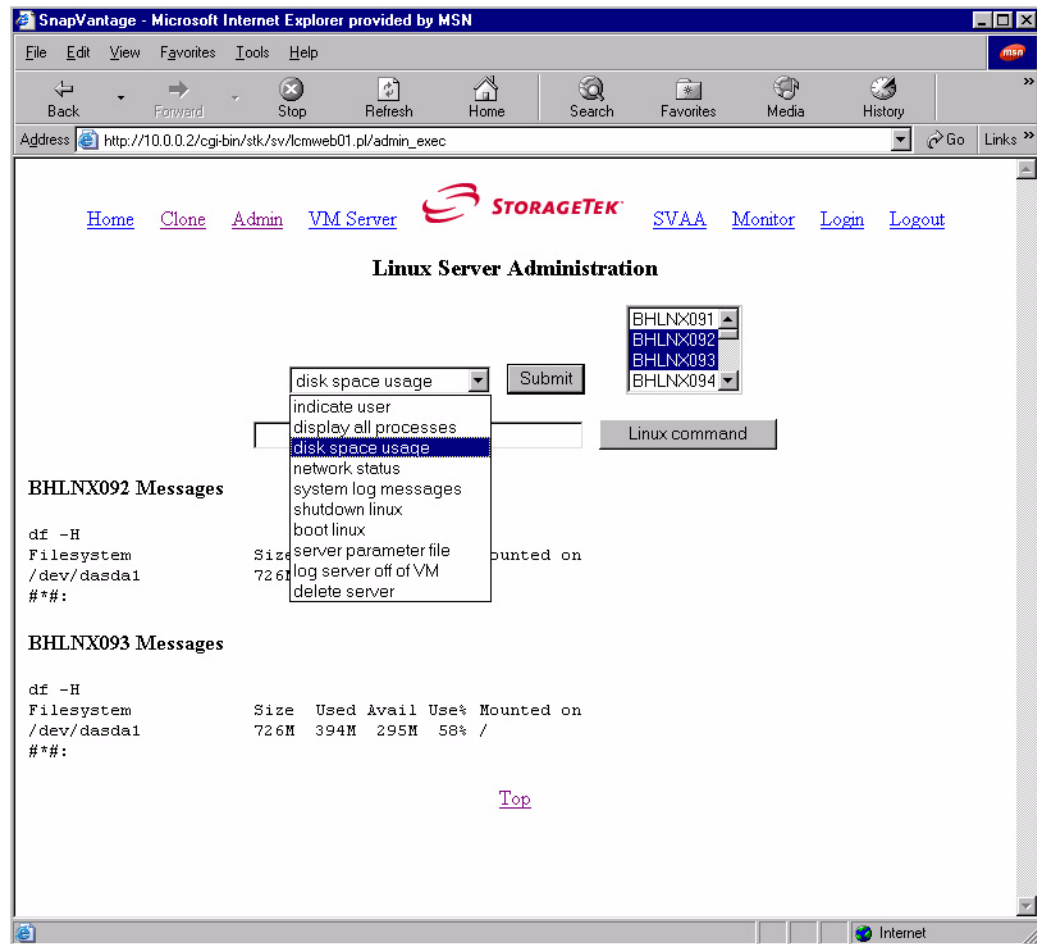 SnapVantage - Microsoft Internet Explorer provided by MSN
File Edit View Favorites Tools Help
msn
Back Forward Stop Refresh Home Search Favorites Media History »
Address http://10.0.0.2/cgi-bin/stk/sv/lcmweb01.pl/admin_exec Go Links »
Home Clone Admin VM Server STORAGETEK SVAA Monitor Login Logout
Linux Server Administration
BHLNX091
BHLNX092
BHLNX093
BHLNX094
disk space usage Submit
indicate user
display all processes
disk space usage
network status
system log messages
shutdown linux
boot linux
server parameter file
log server off of VM
delete server
Linux command
BHLNX092 Messages
df -H
Filesystem Size ounted on
/dev/dasda1 726
#*#:
BHLNX093 Messages
df -H
Filesystem Size Used Avail Use% Mounted on
/dev/dasda1 726M 394M 295M 58% /
#*#:
Top
Internet